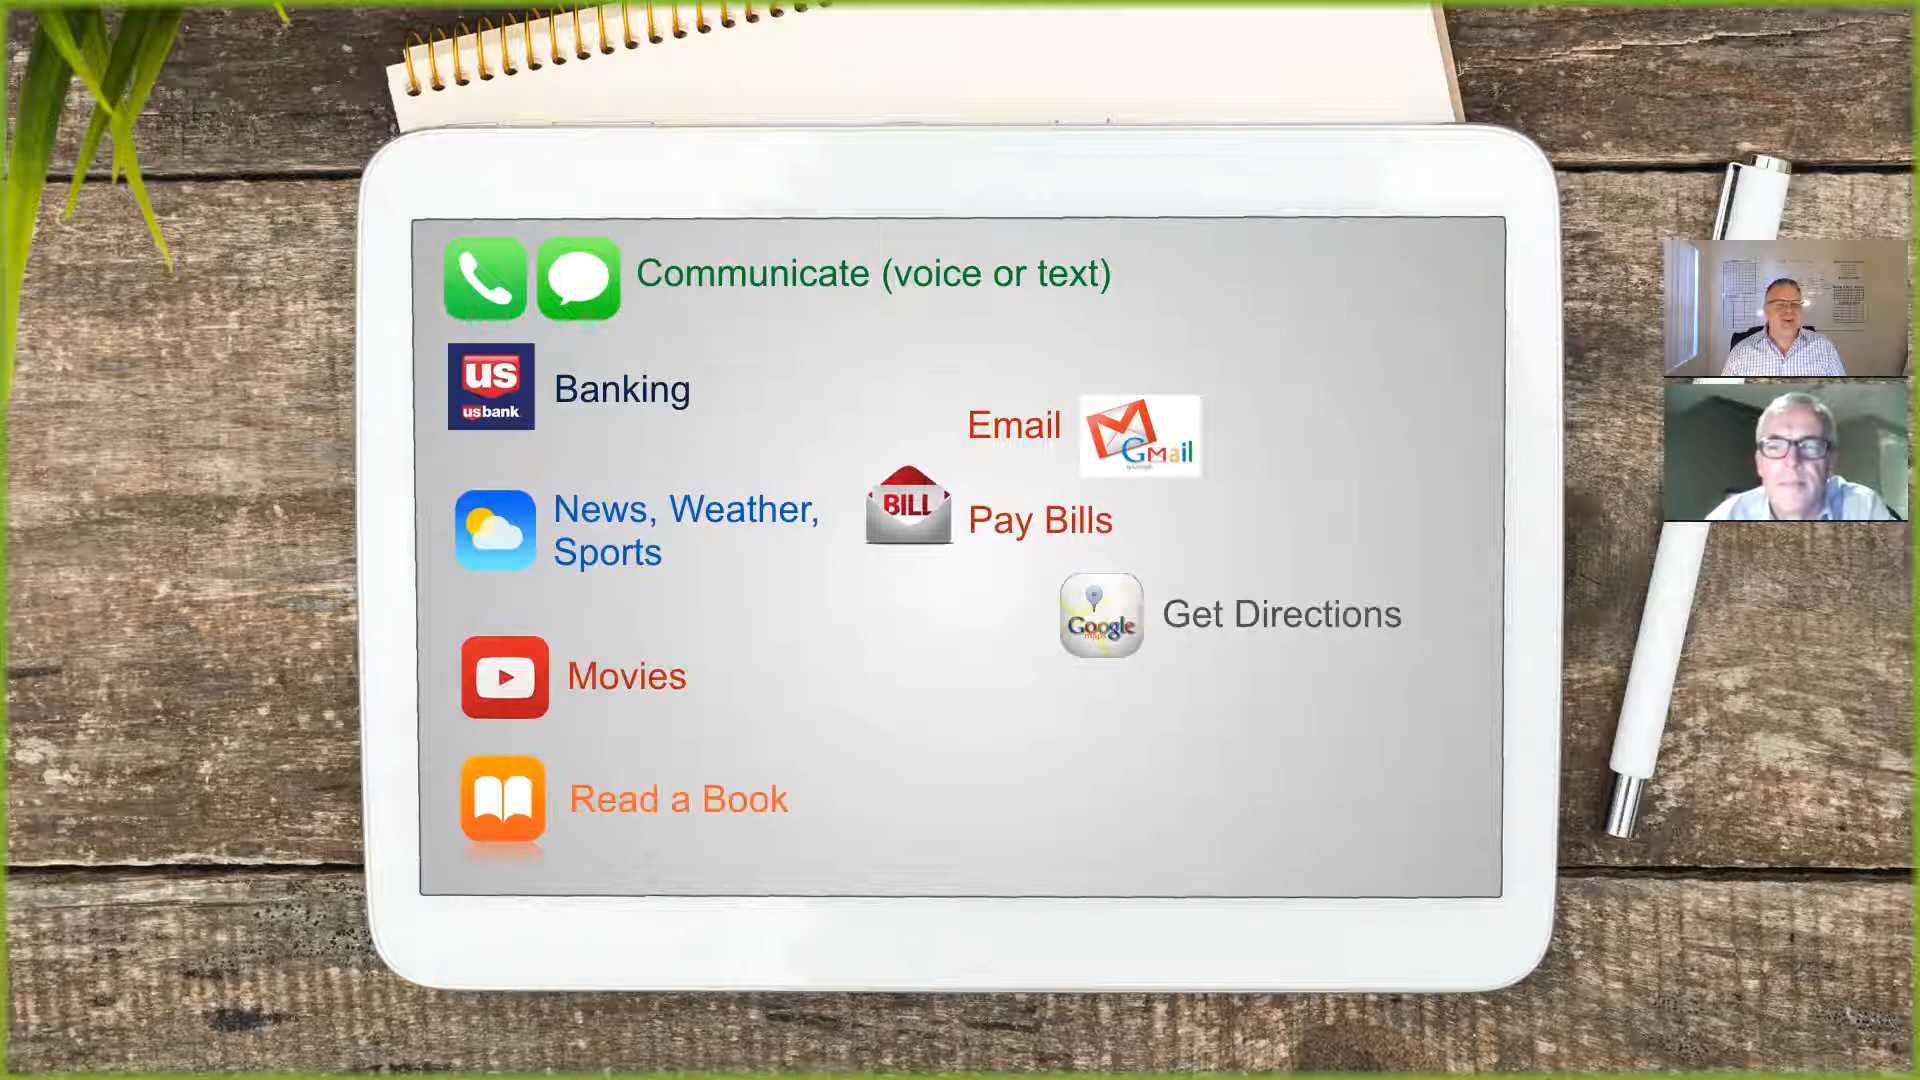 Communicate (voice or text)
us
usbank
Banking
Email
GMail
BILL
News, Weather,
Sports
Pay Bills
Google
maps
Get Directions
Movies
Read a Book